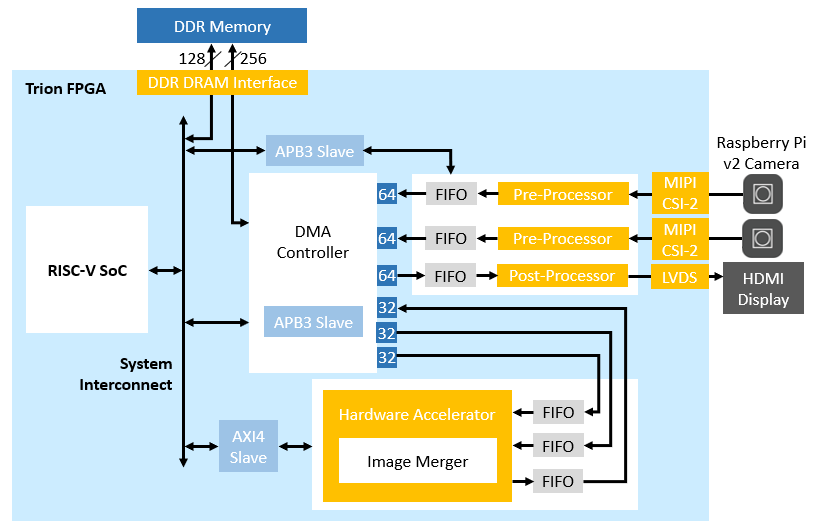 DDR Memory
128
256
DDR DRAM Interface
Trion FPGA
APB3 Slave
Raspberry Pi
v2 Camera
64
FIFO
Pre-Processor
MIPI
CSI-2
DMA
Controller
64
FIFO
Pre-Processor
MIPI
CSI-2
RISC-V SoC
64
FIFO
Post-Processor
LVDS
HDMI
Display
APB3 Slave
32
32
32
System
Interconnect
Hardware Accelerator
FIFO
AXI4
Slave
FIFO
Image Merger
FIFO